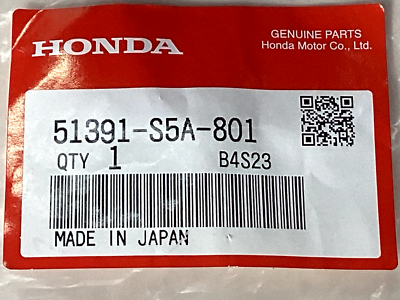 HONDA
GENUINE PARTS
Honda Motor Co., Ltd.
51391-S5A-801
QTY 1 B4S23
MADE IN JAPAN